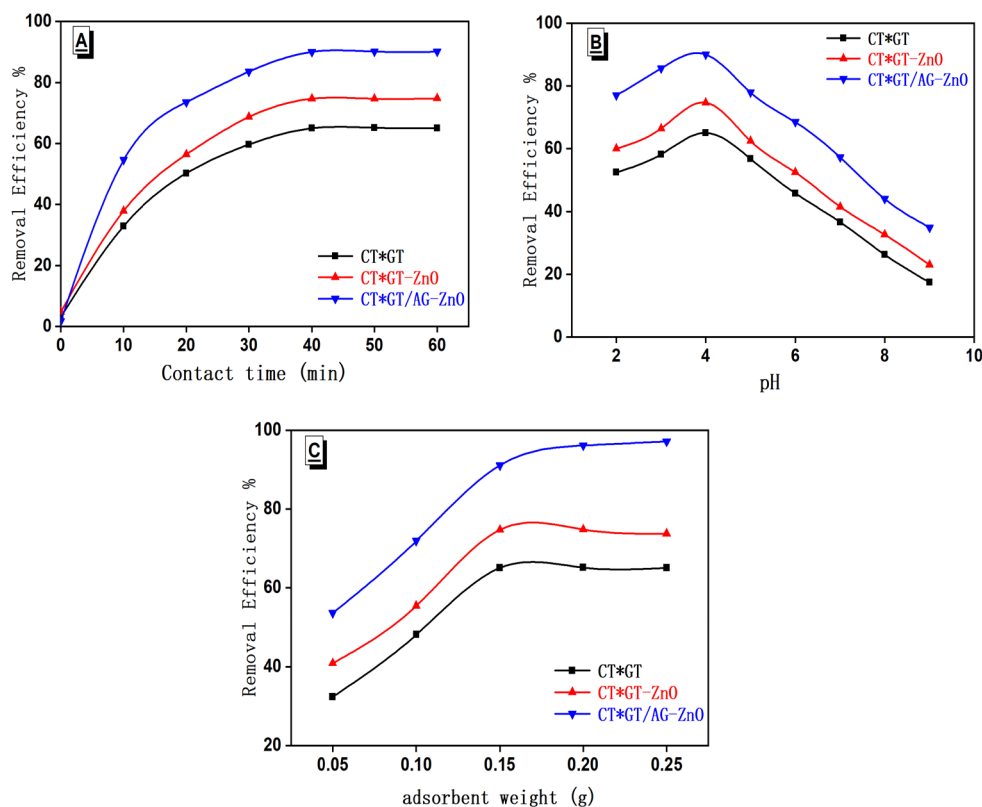 A
Removal Efficiency %
100
80
60
40
20
0
CT*GT
CT*GT-ZnO
CT*GT/AG-ZnO
0 10 20 30 40 50 60
Contact time (min)
B
Removal Efficiency %
100
80
60
40
20
0
CT*GT
CT*GT-ZnO
CT*GT/AG-ZnO
2 4 6 8 10
pH
C
Removal Efficiency %
100
80
60
40
20
CT*GT
CT*GT-ZnO
CT*GT/AG-ZnO
0.05 0.10 0.15 0.20 0.25
adsorbent weight (g)